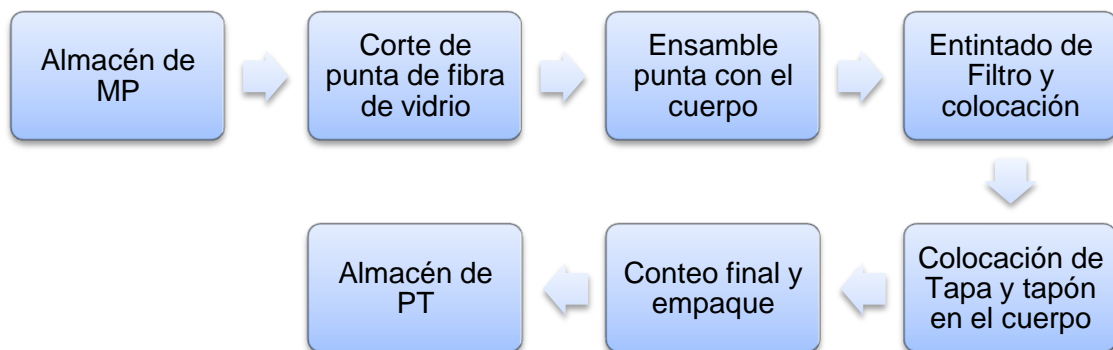 Almacén de
MP
Corte de
punta de fibra
de vidrio
Ensamble
punta con el
cuerpo
Entintado de
Filtro y
colocación
Colocación de
Tapa y tapón
en el cuerpo
Conteo final y
empaque
Almacén de
PT